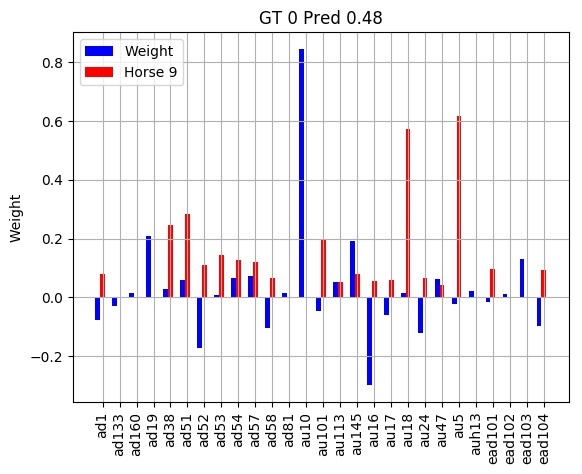 GT 0 Pred 0.48
Weight
Horse 9
Weight
0.8
0.6
0.4
0.2
0.0
−0.2
ad1
ad133
ad160
ad19
ad38
ad51
ad52
ad53
ad54
ad57
ad58
ad81
au10
au101
au113
au145
au16
au17
au18
au24
au47
au5
auh13
ead101
ead102
ead103
ead104